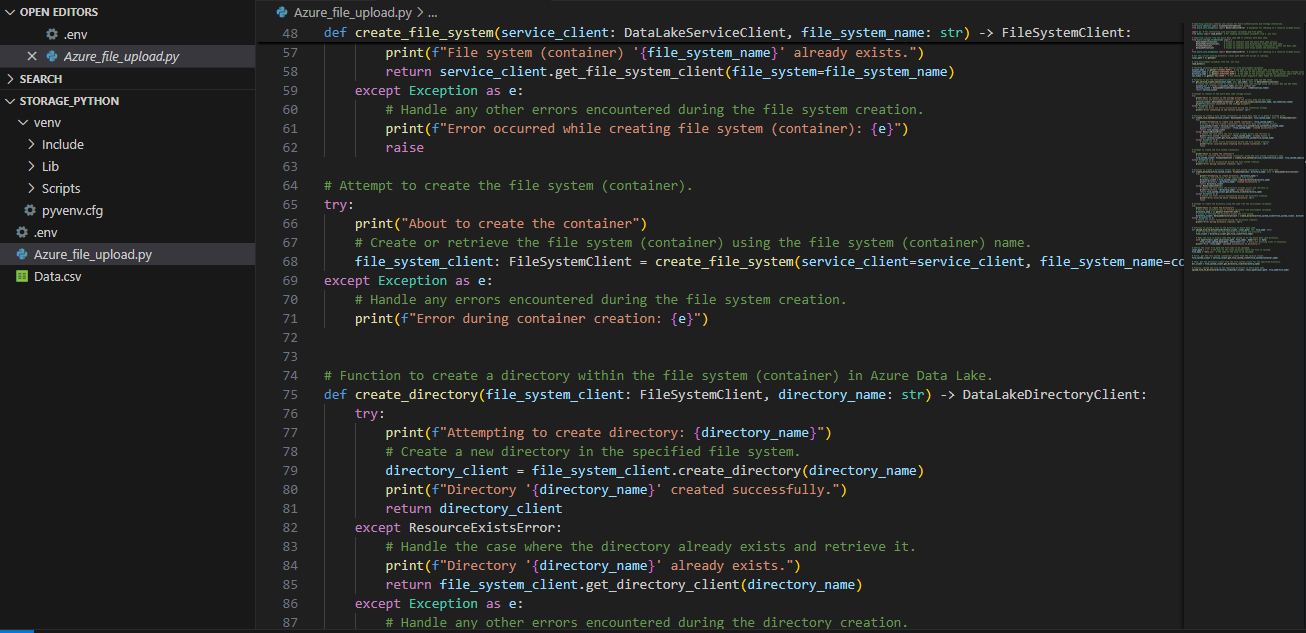 OPEN EDITORS
.env
Azure_file_upload.py
SEARCH
STORAGE_PYTHON
venv
Include
Lib
Scripts
pyvenv.cfg
.env
Azure_file_upload.py
Data.csv
Azure_file_upload.py > ...
48 def create_file_system(service_client: DataLakeServiceClient, file_system_name: str) -> FileSystemClient:
57 print(f"File system (container) '{file_system_name}' already exists.")
58 return service_client.get_file_system_client(file_system=file_system_name)
59 except Exception as e:
60 # Handle any other errors encountered during the file system creation.
61 print(f"Error occurred while creating file system (container): {e}")
62 raise
63
64 # Attempt to create the file system (container).
65 try:
66 print("About to create the container")
67 # Create or retrieve the file system (container) using the file system (container) name.
68 file_system_client: FileSystemClient = create_file_system(service_client=service_client, file_system_name=co
69 except Exception as e:
70 # Handle any errors encountered during the file system creation.
71 print(f"Error during container creation: {e}")
72
73
74 # Function to create a directory within the file system (container) in Azure Data Lake.
75 def create_directory(file_system_client: FileSystemClient, directory_name: str) -> DataLakeDirectoryClient:
76 try:
77 print(f"Attempting to create directory: {directory_name}")
78 # Create a new directory in the specified file system.
79 directory_client = file_system_client.create_directory(directory_name)
80 print(f"Directory '{directory_name}' created successfully.")
81 return directory_client
82 except ResourceExistsError:
83 # Handle the case where the directory already exists and retrieve it.
84 print(f"Directory '{directory_name}' already exists.")
85 return file_system_client.get_directory_client(directory_name)
86 except Exception as e:
87 # Handle any other errors encountered during the directory creation.